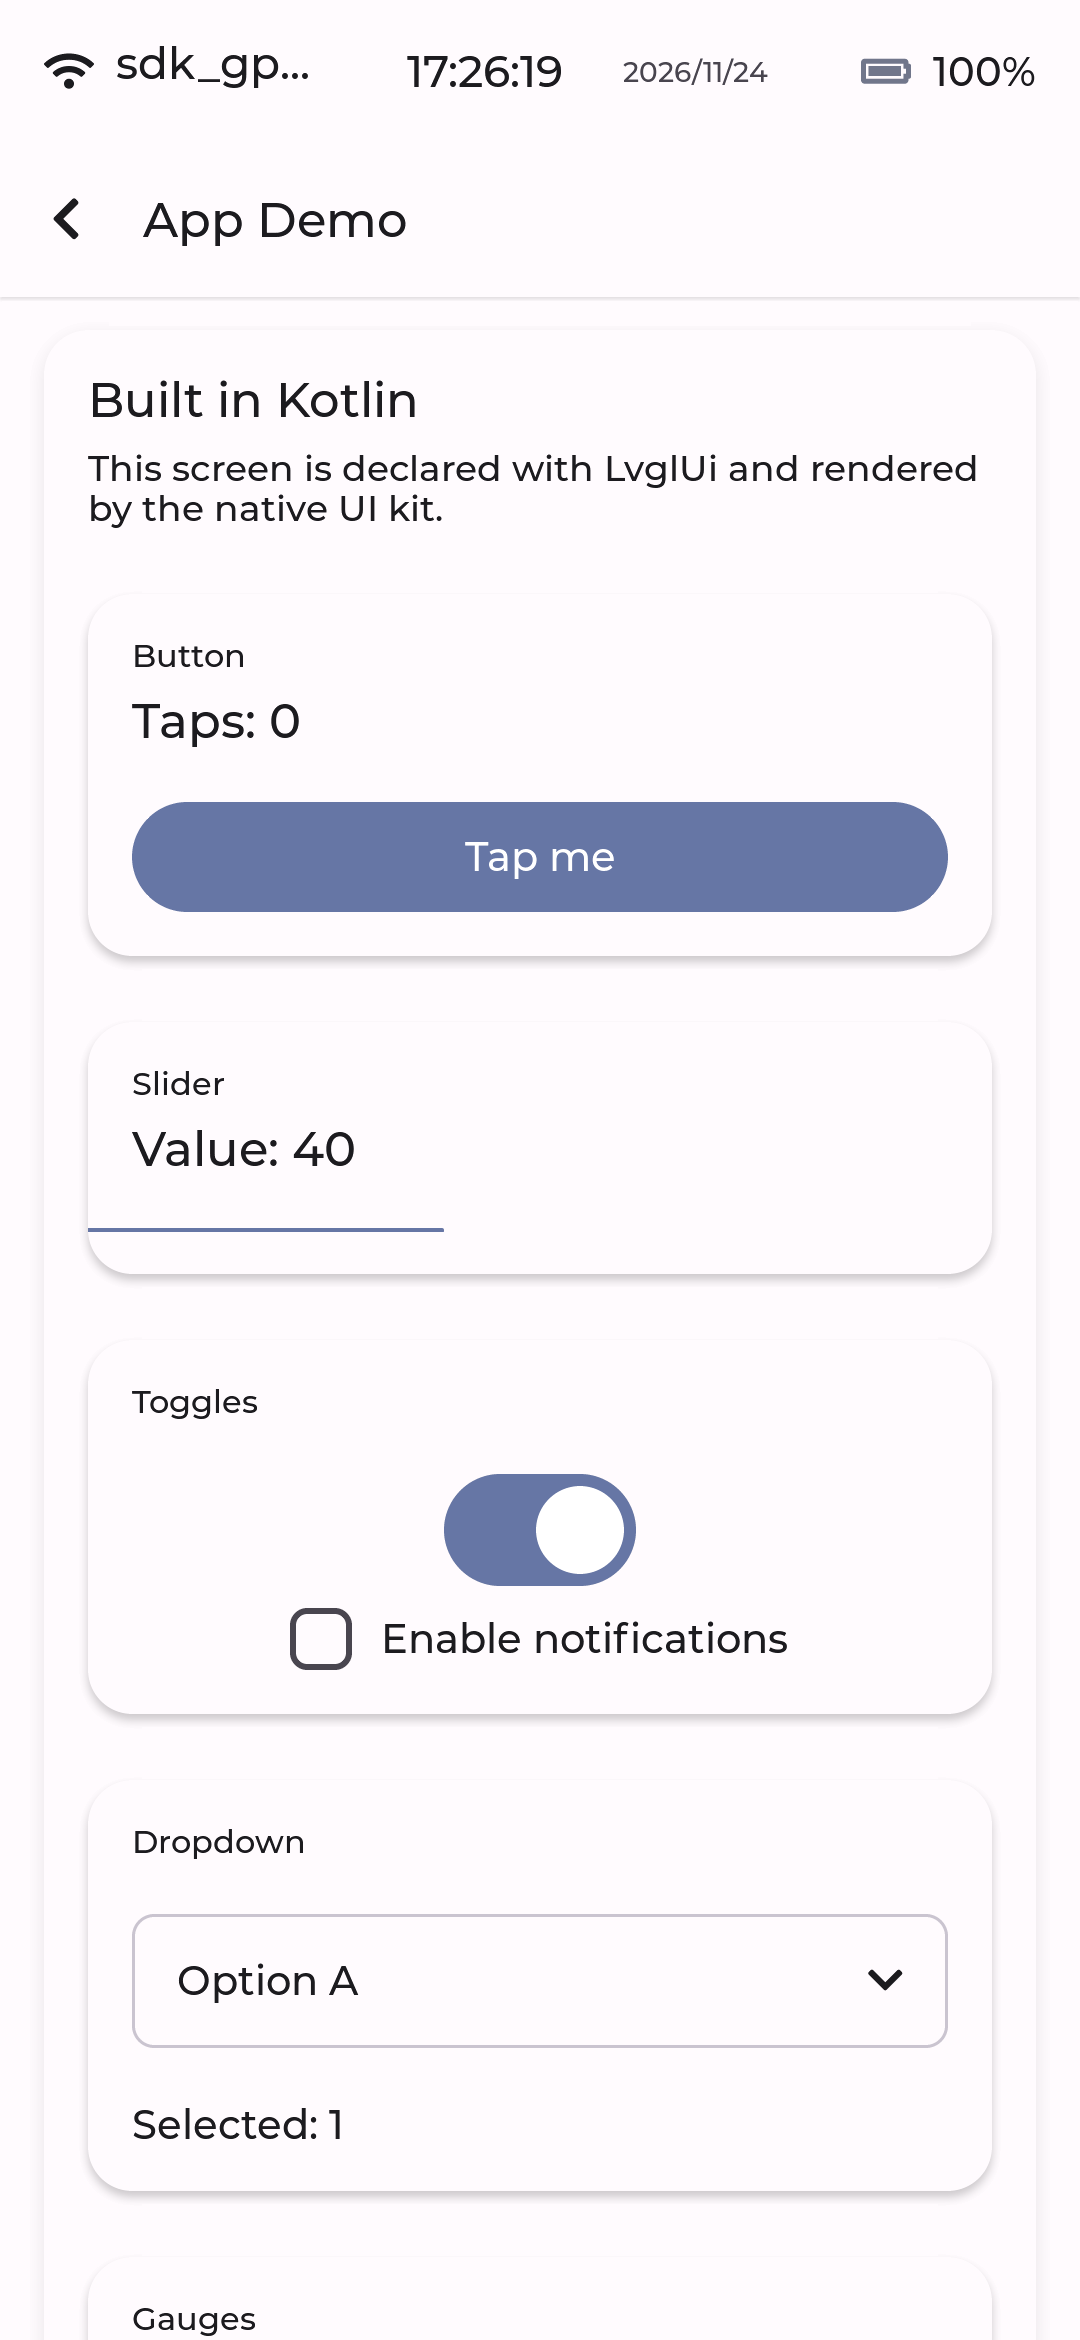 sdk_gp... 17:26:19 2026/11/24 100%
App Demo
Built in Kotlin
This screen is declared with LvglUi and rendered
by the native UI kit.
Button
Taps: 0
Tap me
Slider
Value: 40
Toggles
Enable notifications
Dropdown
Option A
Selected: 1
Gauges